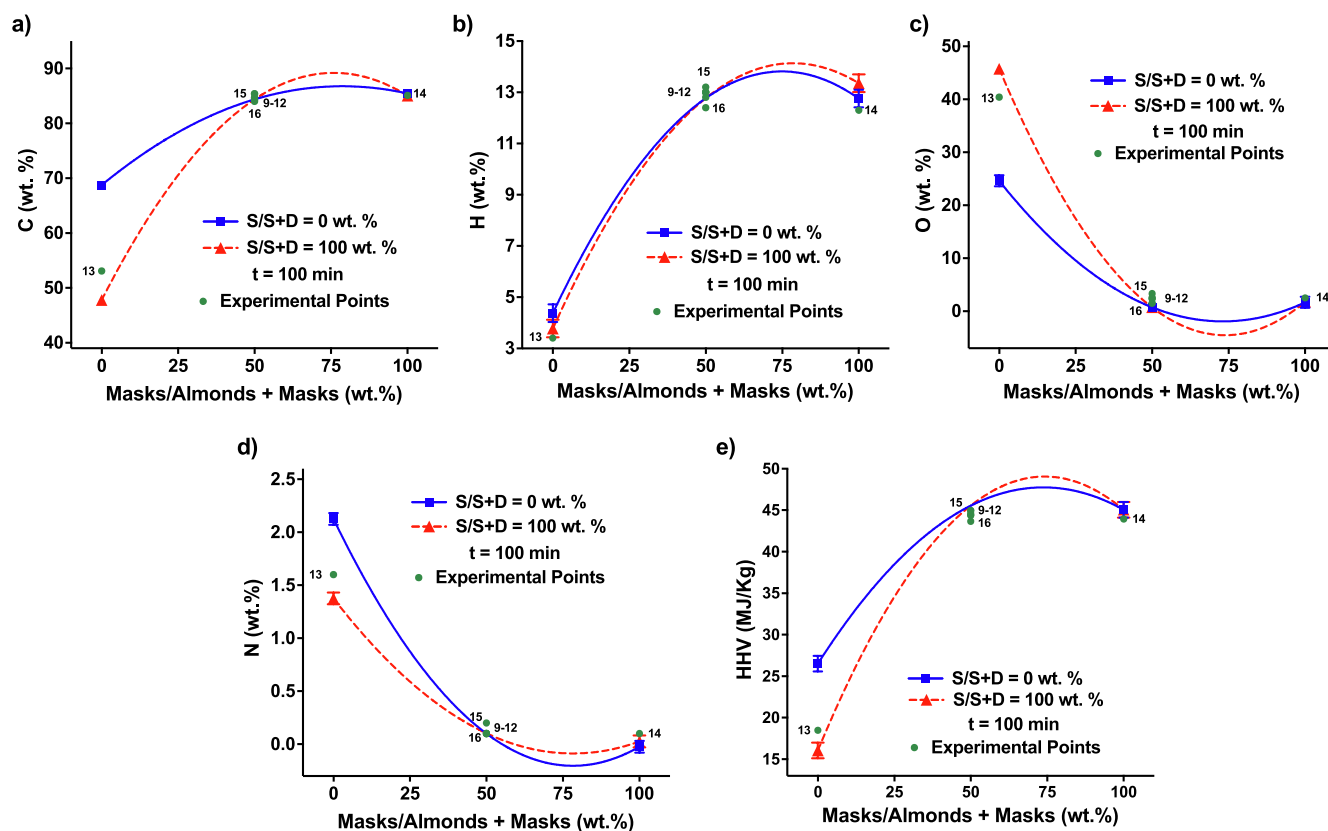 a)
C (wt. %)
90
80
70
60
50
40
15
9-12
16
14
13
S/S+D = 0 wt. %
S/S+D = 100 wt. %
t = 100 min
Experimental Points
0 25 50 75 100
Masks/Almonds + Masks (wt.%)
b)
H (wt.%)
15
13
11
9
7
5
3
15
9-12
16
14
13
S/S+D = 0 wt. %
S/S+D = 100 wt. %
t = 100 min
Experimental Points
0 25 50 75 100
Masks/Almonds + Masks (wt.%)
c)
O (wt. %)
50
40
30
20
10
0
13
S/S+D = 0 wt. %
S/S+D = 100 wt. %
t = 100 min
Experimental Points
15
9-12
16
14
0 25 50 75 100
Masks/Almonds + Masks (wt.%)
d)
N (wt.%)
2.5
2.0
1.5
1.0
0.5
0.0
S/S+D = 0 wt. %
S/S+D = 100 wt. %
t = 100 min
Experimental Points
13
15
9-12
16
14
0 25 50 75 100
Masks/Almonds + Masks (wt.%)
e)
HHV (MJ/Kg)
50
45
40
35
30
25
20
15
15
9-12
16
14
13
S/S+D = 0 wt. %
S/S+D = 100 wt. %
t = 100 min
Experimental Points
0 25 50 75 100
Masks/Almonds + Masks (wt.%)